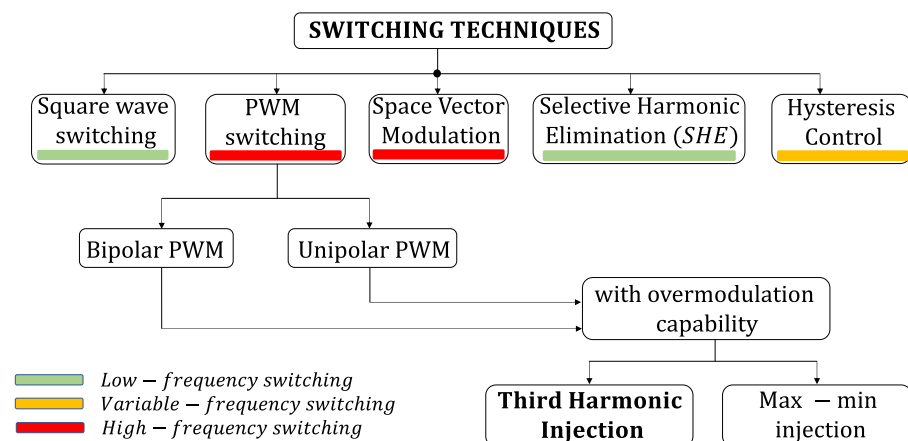 SWITCHING TECHNIQUES
Square wave
switching
PWM
switching
Space Vector
Modulation
Selective Harmonic
Elimination (SHE)
Hysteresis
Control
Bipolar PWM
Unipolar PWM
with overmodulation
capability
Third Harmonic
Injection
Max − min
injection
Low − frequency switching
Variable − frequency switching
High − frequency switching